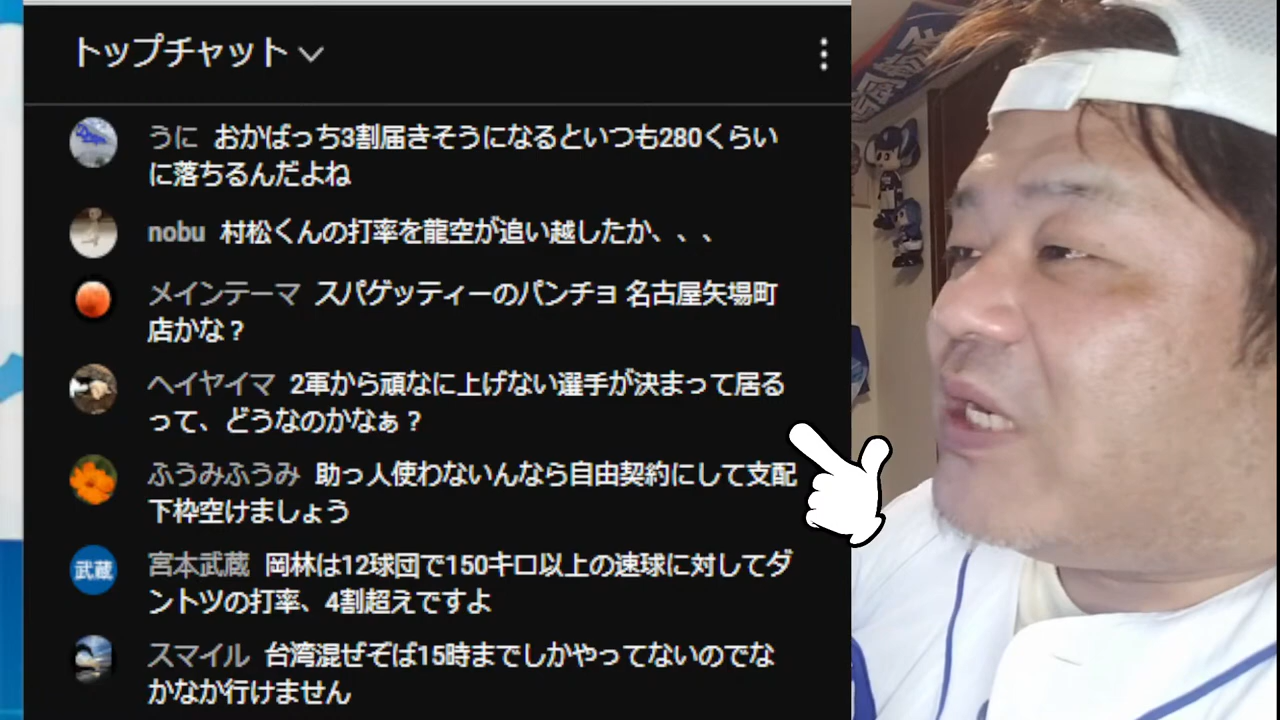 トップチャット
うに おかばっち3割届きそうになるといつも280くらい
に落ちるんだよね
nobu 村松くんの打率を龍空が追い越したか、、、
メインテーマ スパゲッティーのパンチョ 名古屋矢場町
店かな？
ヘイヤイマ 2軍から頑なに上げない選手が決まって居る
って、どうなのかなぁ？
ふうみふうみ 助っ人使わないんなら自由契約にして支配
下枠空けましょう
武蔵 宮本武蔵 岡林は12球団で150キロ以上の速球に対してダ
ントツの打率、4割超えですよ
スマイル 台湾混ぜそば15時までしかやってないのでな
かなか行けません